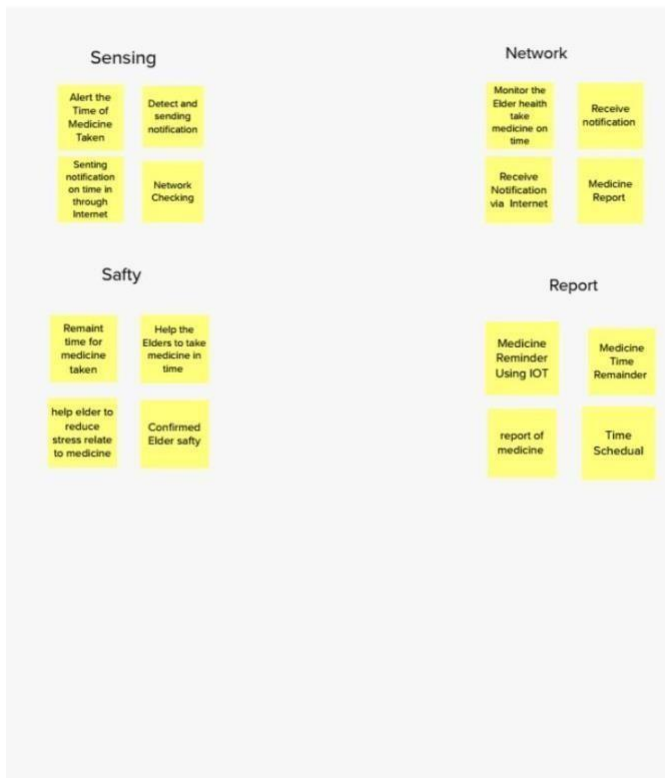 Sensing
Alert the
Time of
Medicine
Taken
Detect and
sending
notification
Senting
notification
on time in
through
Internet
Network
Checking
Network
Monitor the
Elder health
take
medicine on
time
Receive
notification
Receive
Notification
via Internet
Medicine
Report
Safty
Remaint
time for
medicine
taken
Help the
Elders to take
medicine in
time
help elder to
reduce
stress relate
to medicine
Confirmed
Elder safty
Report
Medicine
Reminder
Using IOT
Medicine
Time
Remainder
report of
medicine
Time
Schedual